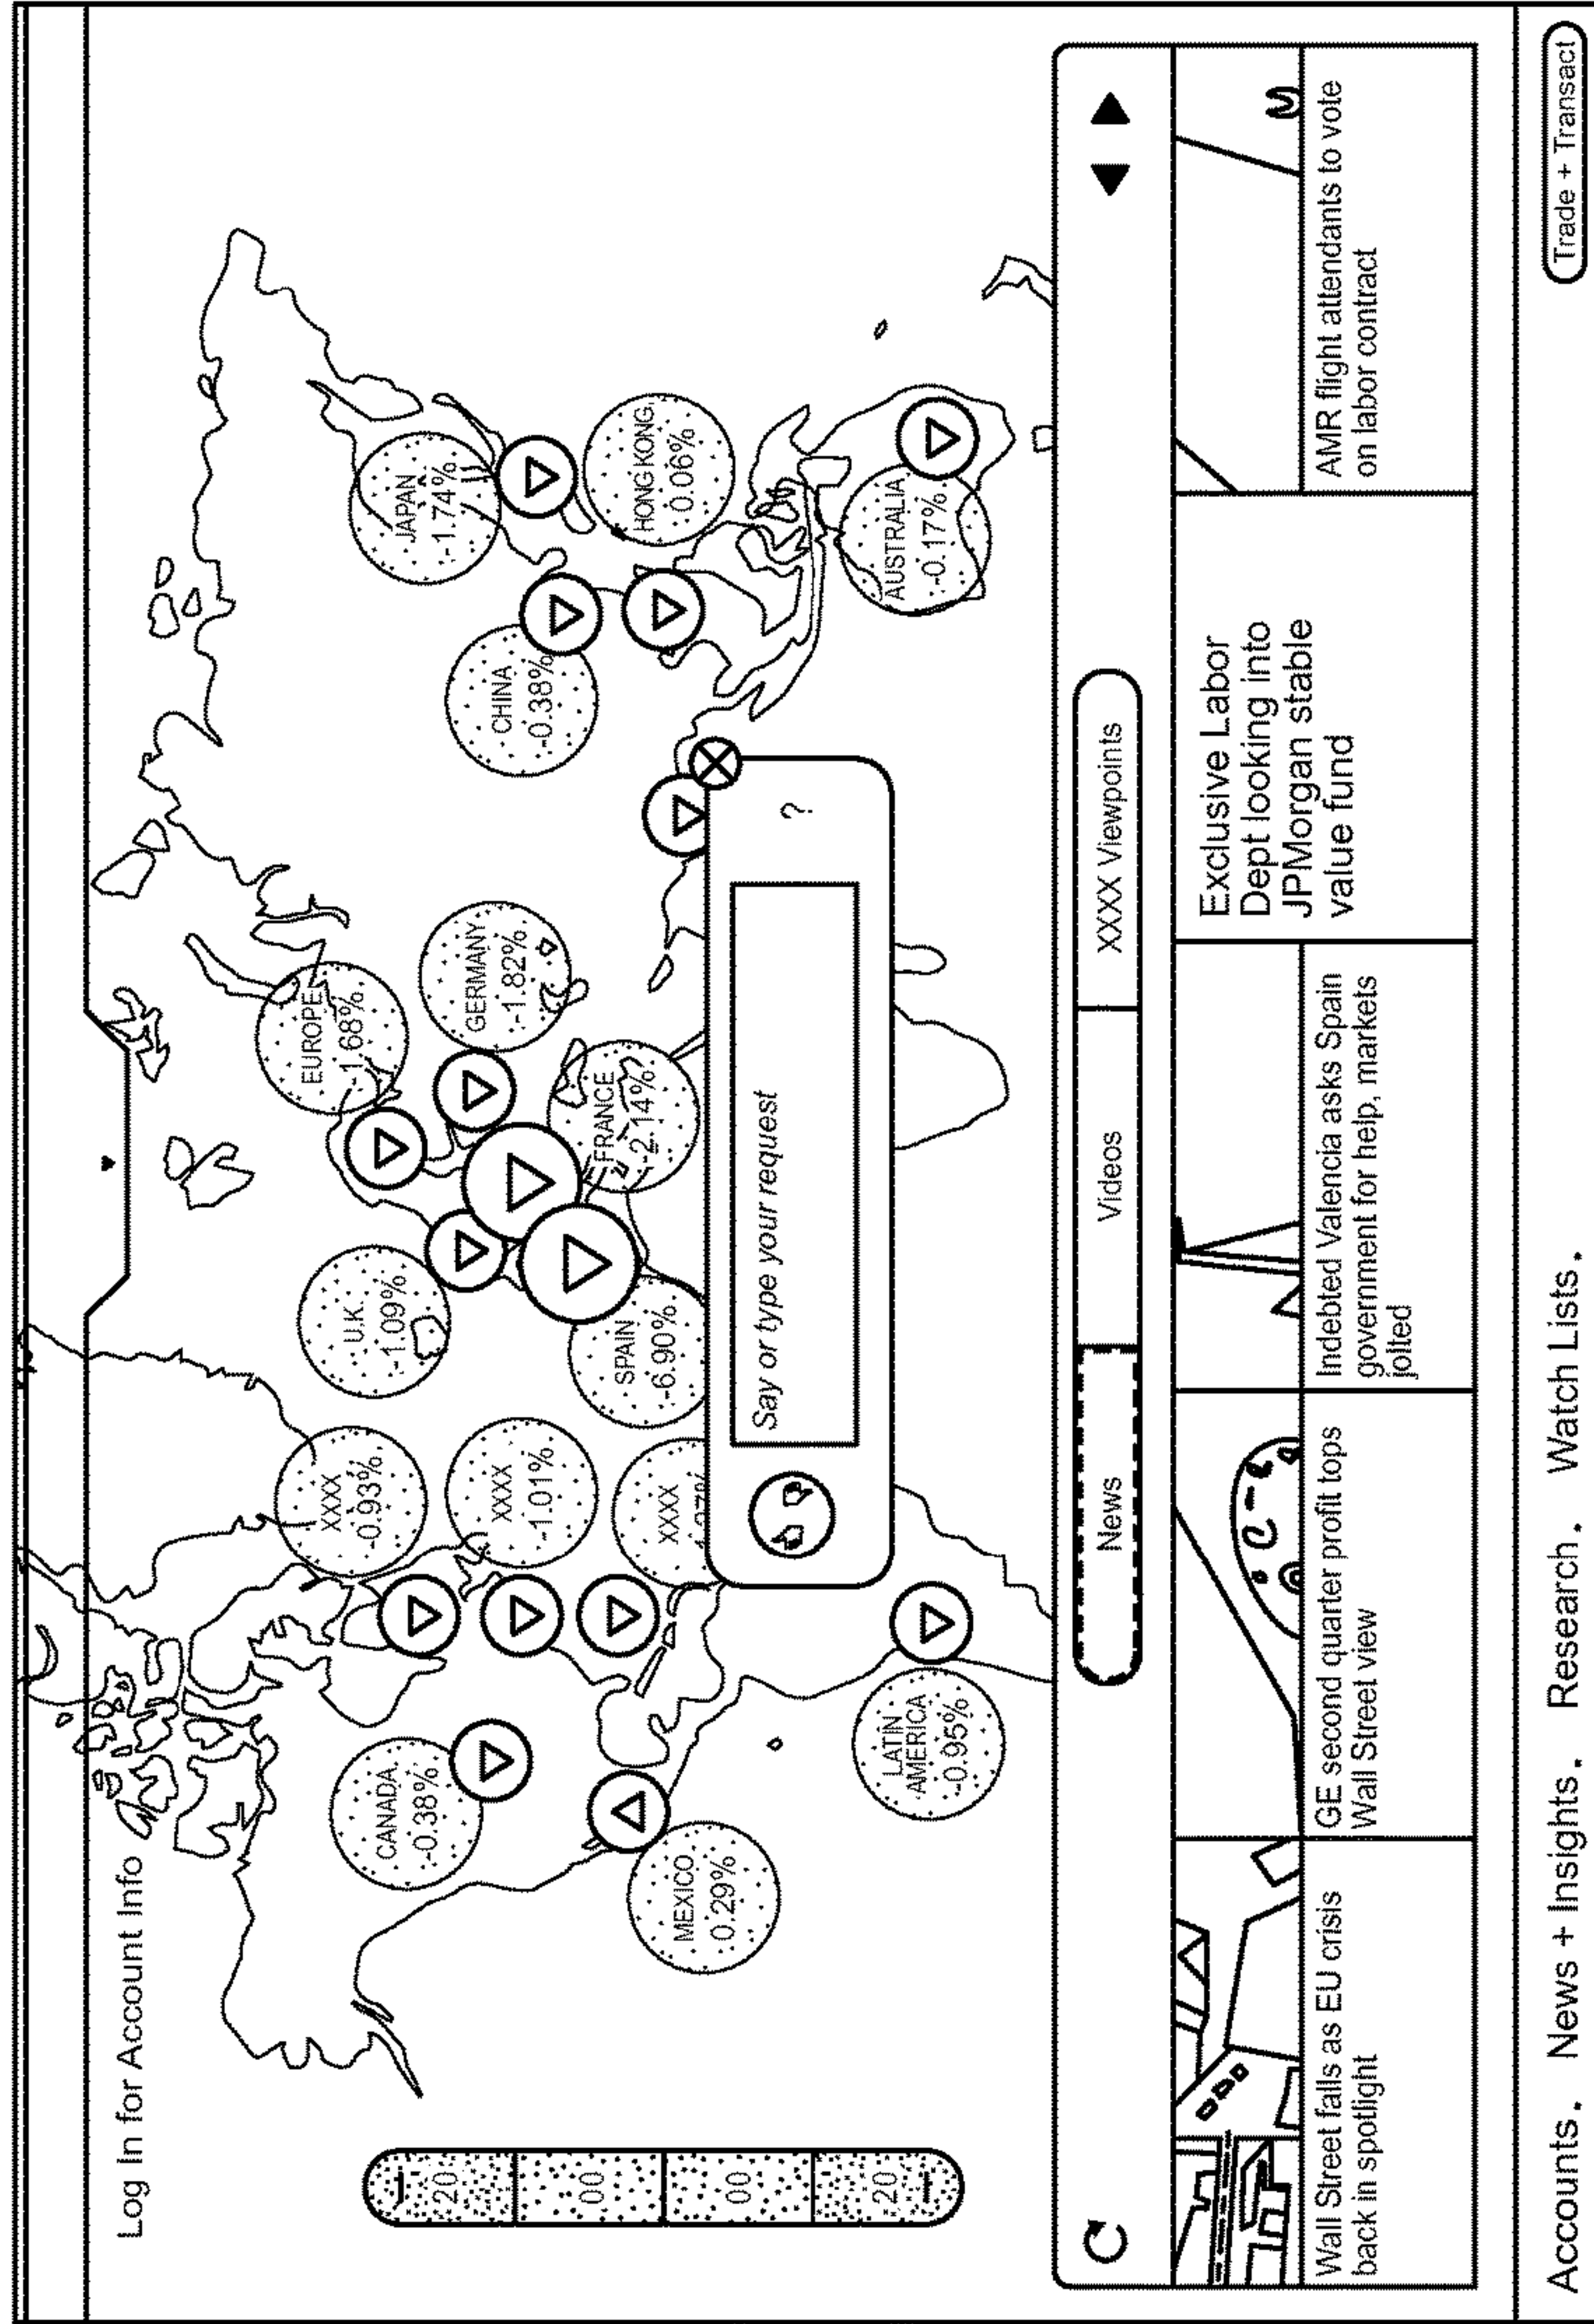 Log In for Account Info
EUROPE
-1.68%
XXXX
-0.93%
U.K.
-1.09%
CANADA
-0.38%
JAPAN
-1.74%
GERMANY
-1.82%
CHINA
-0.38%
XXXX
-1.01%
FRANCE
-2.14%
SPAIN
-6.90%
HONG KONG
0.06%
XXXX
MEXICO
0.29%
AUSTRALIA
-0.17%
LATIN
AMERICA
-0.95%
20
00
00
20
Say or type your request
?
News
Videos
XXXX Viewpoints
Wall Street falls as EU crisis
back in spotlight
GE second quarter profit tops
Wall Street view
Indebted Valencia asks Spain
government for help, markets
jolted
Exclusive Labor
Dept looking into
JPMorgan stable
value fund
AMR flight attendants to vote
on labor contract
Accounts. News + Insights. Research. Watch Lists.
Trade + Transact